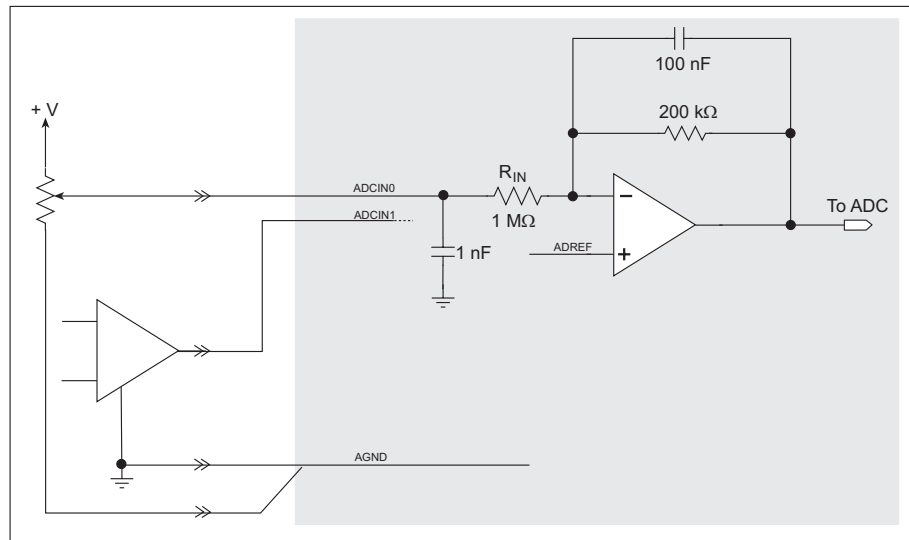 100 nF
+ V
200 kΩ
R_IN
ADCIN0
ADCIN1
1 MΩ
To ADC
1 nF
ADREF
AGND